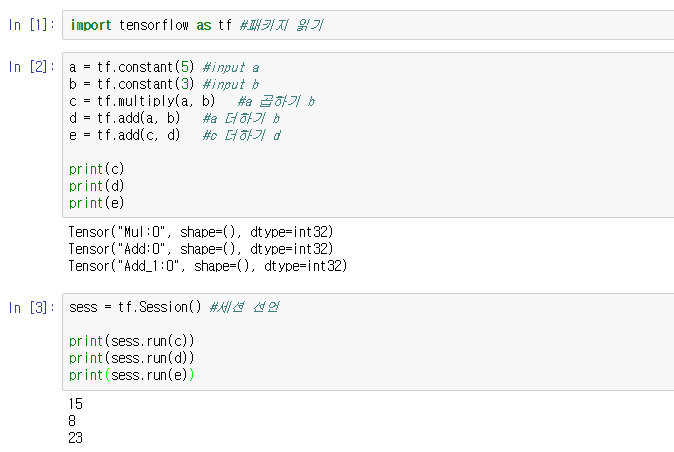 In [1]: import tensorflow as tf #패키지 읽기
In [2]: a = tf.constant(5) #input a
b = tf.constant(3) #input b
c = tf.multiply(a, b)   #a 곱하기 b
d = tf.add(a, b)   #a 더하기 b
e = tf.add(c, d)   #c 더하기 d
print(c)
print(d)
print(e)
Tensor("Mul:0", shape=(), dtype=int32)
Tensor("Add:0", shape=(), dtype=int32)
Tensor("Add_1:0", shape=(), dtype=int32)
In [3]: sess = tf.Session() #세션 선언
print(sess.run(c))
print(sess.run(d))
print(sess.run(e))
15
8
23